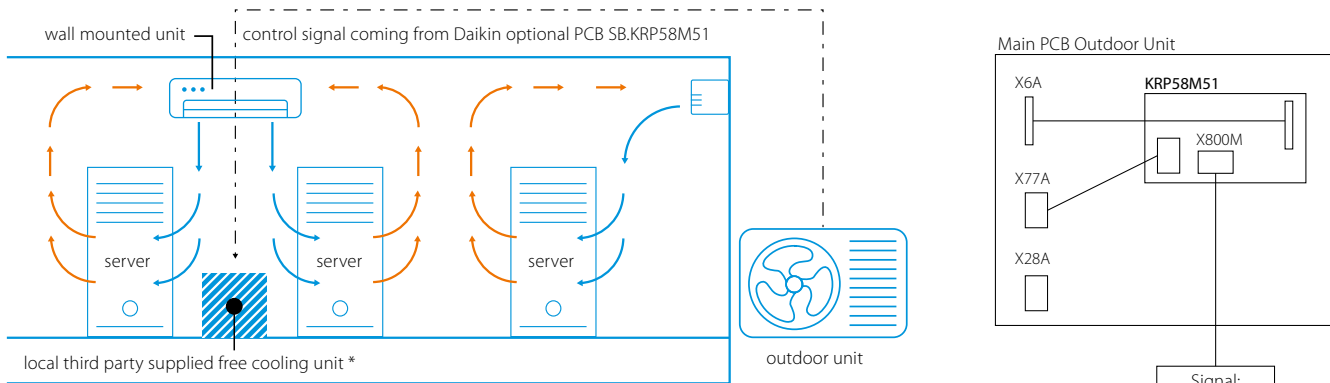 wall mounted unit
control signal coming from Daikin optional PCB SB.KRP58M51
server
server
server
local third party supplied free cooling unit *
outdoor unit
Main PCB Outdoor Unit
X6A
KRP58M51
X800M
X77A
X28A
Signal: